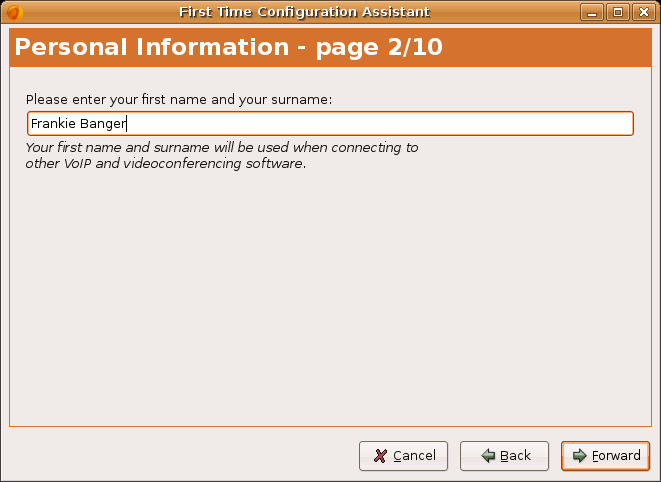 First Time Configuration Assistant
Personal Information - page 2/10
Please enter your first name and your surname:
Frankie Banger
Your first name and surname will be used when connecting to
other VoIP and videoconferencing software.
Cancel
Back
Forward